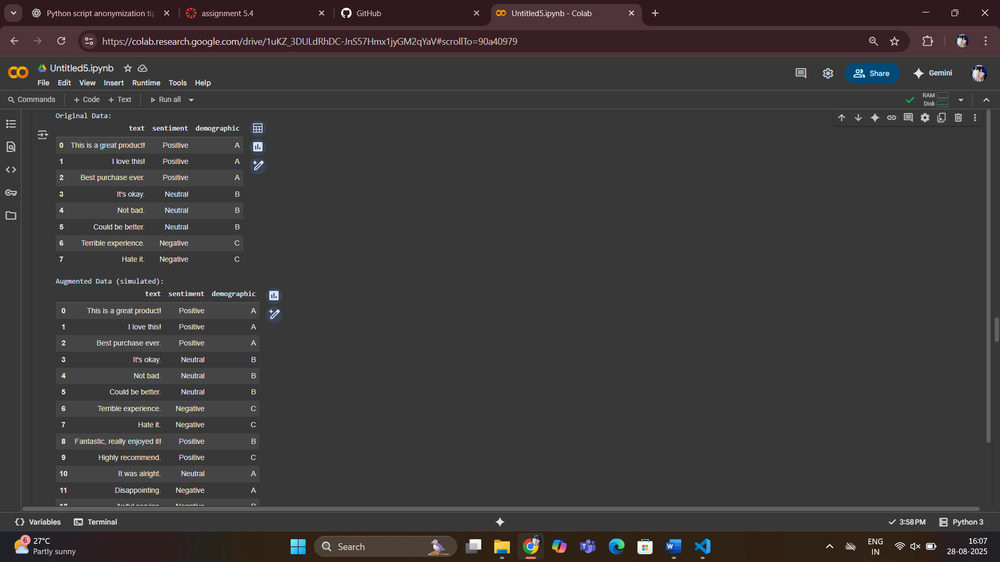 Python script anonymization tip
assignment 5.4
GitHub
Untitled5.ipynb - Colab
https://colab.research.google.com/drive/1uKZ_3DULdRhDC-JnS57Hmx1jyGM2qYaV#scrollTo=90a40979
Untitled5.ipynb
File Edit View Insert Runtime Tools Help
Share
Gemini
Commands + Code + Text Run all
RAM
Disk
Original Data:
text sentiment demographic
0 This is a great product! Positive A
1 I love this! Positive A
2 Best purchase ever. Positive A
3 It's okay. Neutral B
4 Not bad. Neutral B
5 Could be better. Neutral B
6 Terrible experience. Negative C
7 Hate it. Negative C
Augmented Data (simulated):
text sentiment demographic
0 This is a great product! Positive A
1 I love this! Positive A
2 Best purchase ever. Positive A
3 It's okay. Neutral B
4 Not bad. Neutral B
5 Could be better. Neutral B
6 Terrible experience. Negative C
7 Hate it. Negative C
8 Fantastic, really enjoyed it! Positive B
9 Highly recommend. Positive C
10 It was alright. Neutral A
11 Disappointing. Negative A
Variables Terminal
3:58 PM Python 3
6
27°C
Partly sunny
Search
ENG
IN
16:07
28-08-2025